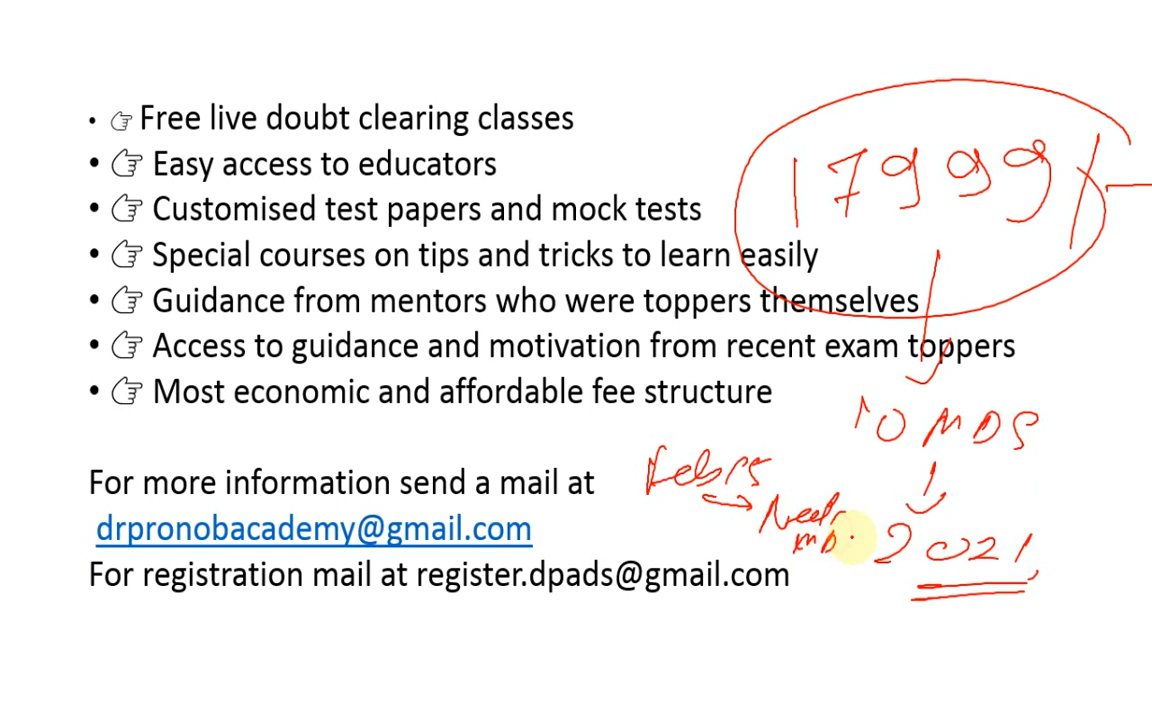 • 👉 Free live doubt clearing classes
• 👉 Easy access to educators
• 👉 Customised test papers and mock tests
• 👉 Special courses on tips and tricks to learn easily
• 👉 Guidance from mentors who were toppers themselves
• 👉 Access to guidance and motivation from recent exam toppers
• 👉 Most economic and affordable fee structure
17999/-
10 MDS
For more information send a mail at
Feb 15
drpronobacademy@gmail.com
2021
For registration mail at register.dpads@gmail.com